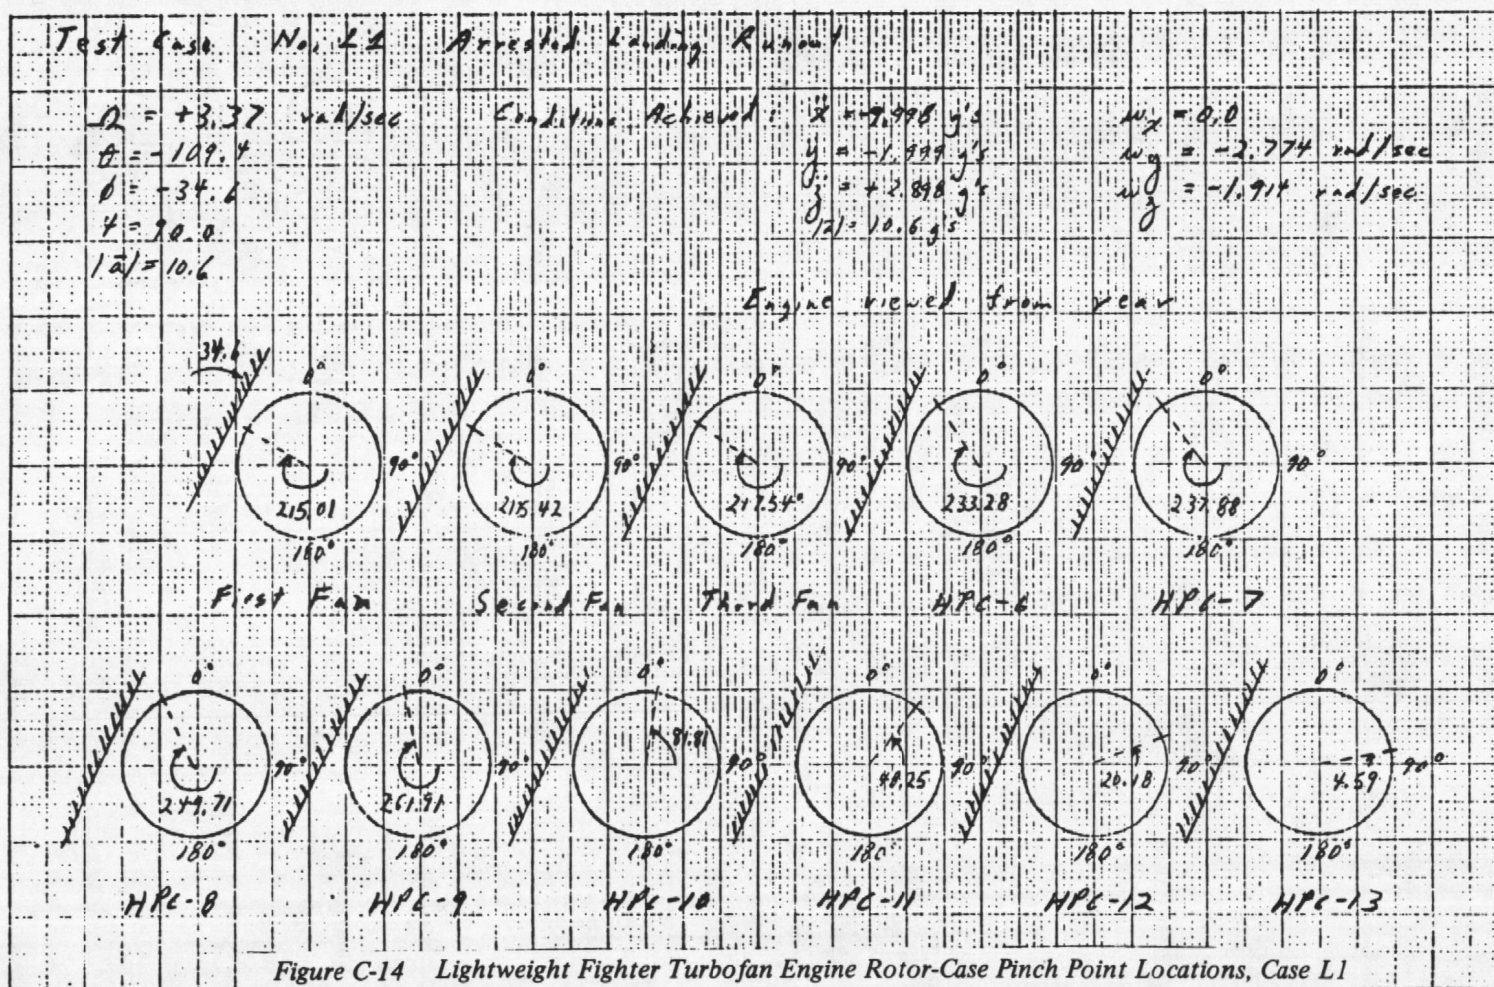 Test Case No. L1 Arrested Landing Runout
Ω = +3.37 rad/sec Conditions Achieved: ẍ = -9.998 g's ωx = 0.0
θ = -109.4 ÿ = -1.999 g's ωy = -2.774 rad/sec
φ = -34.6 z̈ = +2.898 g's ωz = -1.914 rad/sec
ψ = 90.0 |a| = 10.6 g's
|ā| = 10.6
Engine viewed from rear
34.6
0° 0° 0° 0° 0°
90° 90° 90° 90° 90°
215.01 215.42 217.54° 233.28 237.88
180° 180° 180° 180° 180°
First Fan Second Fan Third Fan HPC-6 HPC-7
0° 0° 0° 0° 0°
81.81
90° 90° 90° 90° 90° 90°
249.71 261.91 48.25 20.18 4.59
180° 180° 180° 180° 180° 180°
HPC-8 HPC-9 HPC-10 HPC-11 HPC-12 HPC-13
Figure C-14 Lightweight Fighter Turbofan Engine Rotor-Case Pinch Point Locations, Case L1